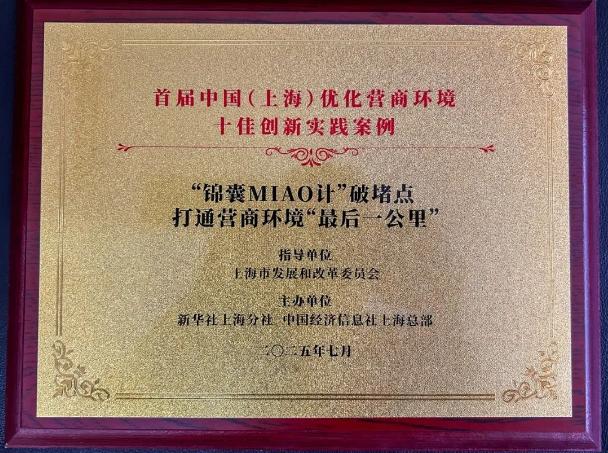 首届中国(上海)优化营商环境
十佳创新实践案例
“锦囊MIAO计”破堵点
打通营商环境“最后一公里”
指导单位
上海市发展和改革委员会
主办单位
新华社上海分社 中国经济信息社上海总部
二〇二五年七月